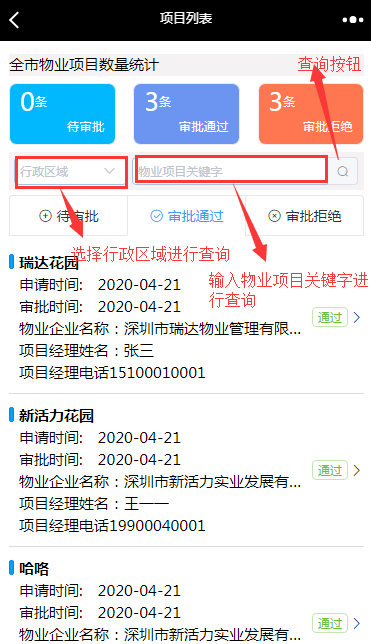 项目列表
全市物业项目数量统计
查询按钮
0条
待审批
3条
审批通过
3条
审批拒绝
行政区域
物业项目关键字
待审批
审批通过
审批拒绝
选择行政区域进行查询
输入物业项目关键字进
行查询
瑞达花园
申请时间: 2020-04-21
审批时间: 2020-04-21
物业企业名称：深圳市瑞达物业管理有限...
项目经理姓名：张三
项目经理电话15100010001
通过
新活力花园
申请时间: 2020-04-21
审批时间: 2020-04-21
物业企业名称：深圳市新活力实业发展有...
项目经理姓名：王一一
项目经理电话19900040001
通过
哈咯
申请时间: 2020-04-21
审批时间: 2020-04-21
物业企业名称：深圳市新活力实业发展有...
通过